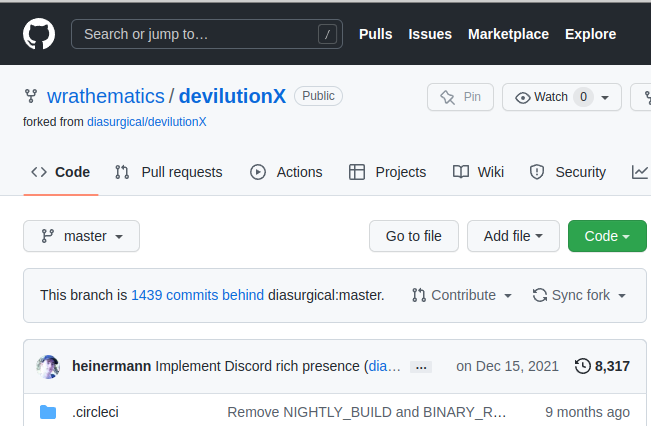 Search or jump to… / Pulls Issues Marketplace Explore
wrathematics / devilutionX Public Pin Watch 0
forked from diasurgical/devilutionX
Code Pull requests Actions Projects Wiki Security
master Go to file Add file Code
This branch is 1439 commits behind diasurgical:master. Contribute Sync fork
heinermann Implement Discord rich presence (dia… … on Dec 15, 2021 8,317
.circleci Remove NIGHTLY_BUILD and BINARY_R… 9 months ago